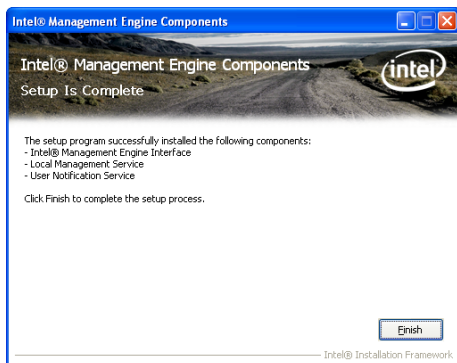 Intel® Management Engine Components
Intel® Management Engine Components
Setup Is Complete
intel
The setup program successfully installed the following components:
- Intel® Management Engine Interface
- Local Management Service
- User Notification Service
Click Finish to complete the setup process.
Finish
Intel® Installation Framework